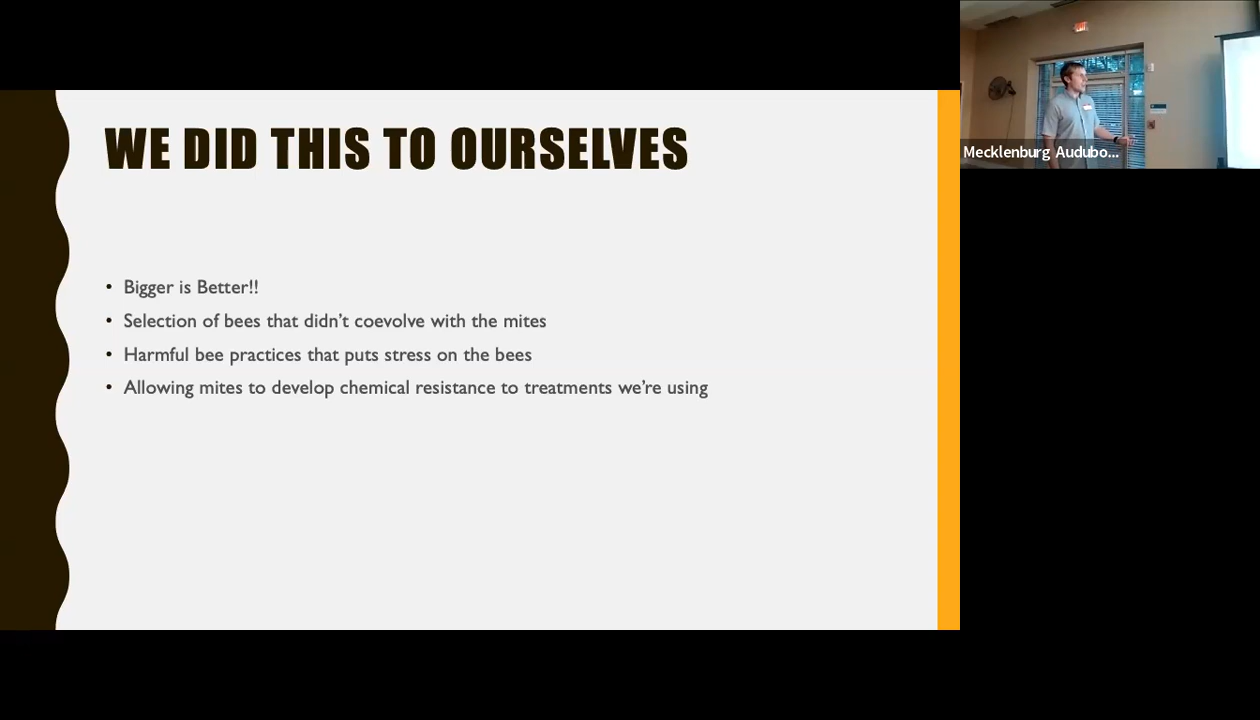 WE DID THIS TO OURSELVES
• Bigger is Better!!
• Selection of bees that didn’t coevolve with the mites
• Harmful bee practices that puts stress on the bees
• Allowing mites to develop chemical resistance to treatments we’re using
Mecklenburg Audubo...